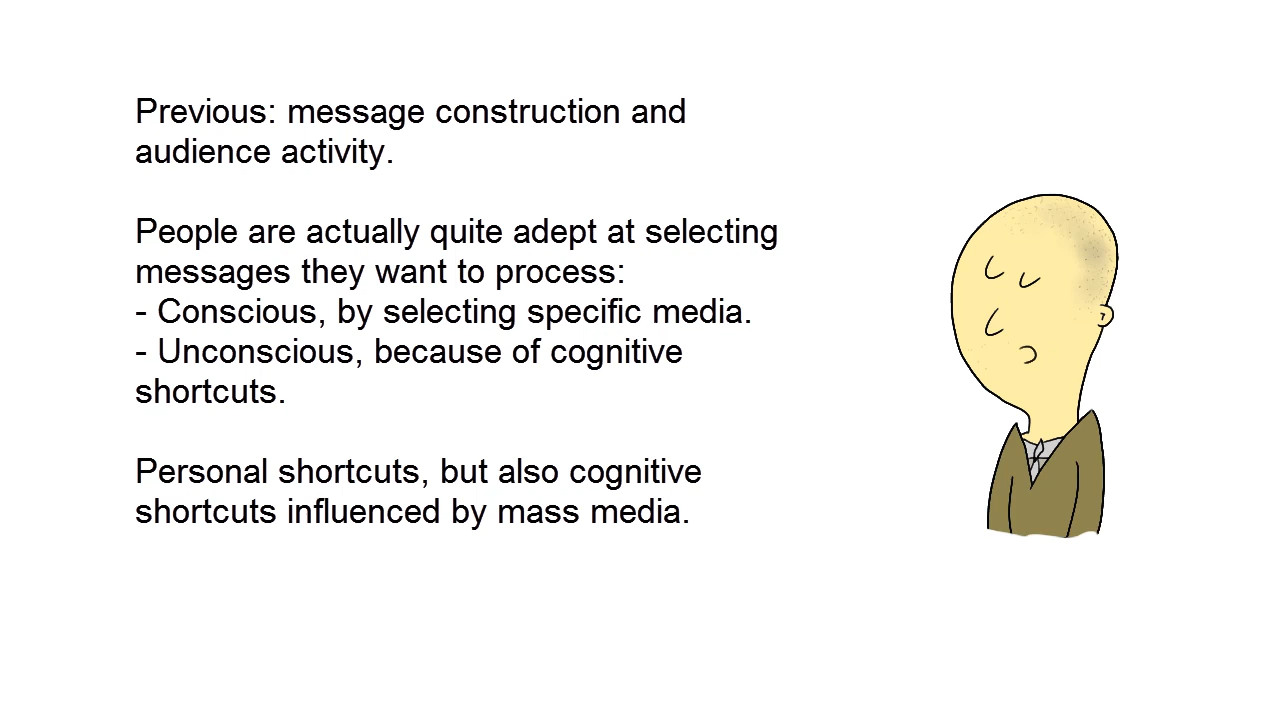 Previous: message construction and
audience activity.
People are actually quite adept at selecting
messages they want to process:
- Conscious, by selecting specific media.
- Unconscious, because of cognitive
shortcuts.
Personal shortcuts, but also cognitive
shortcuts influenced by mass media.